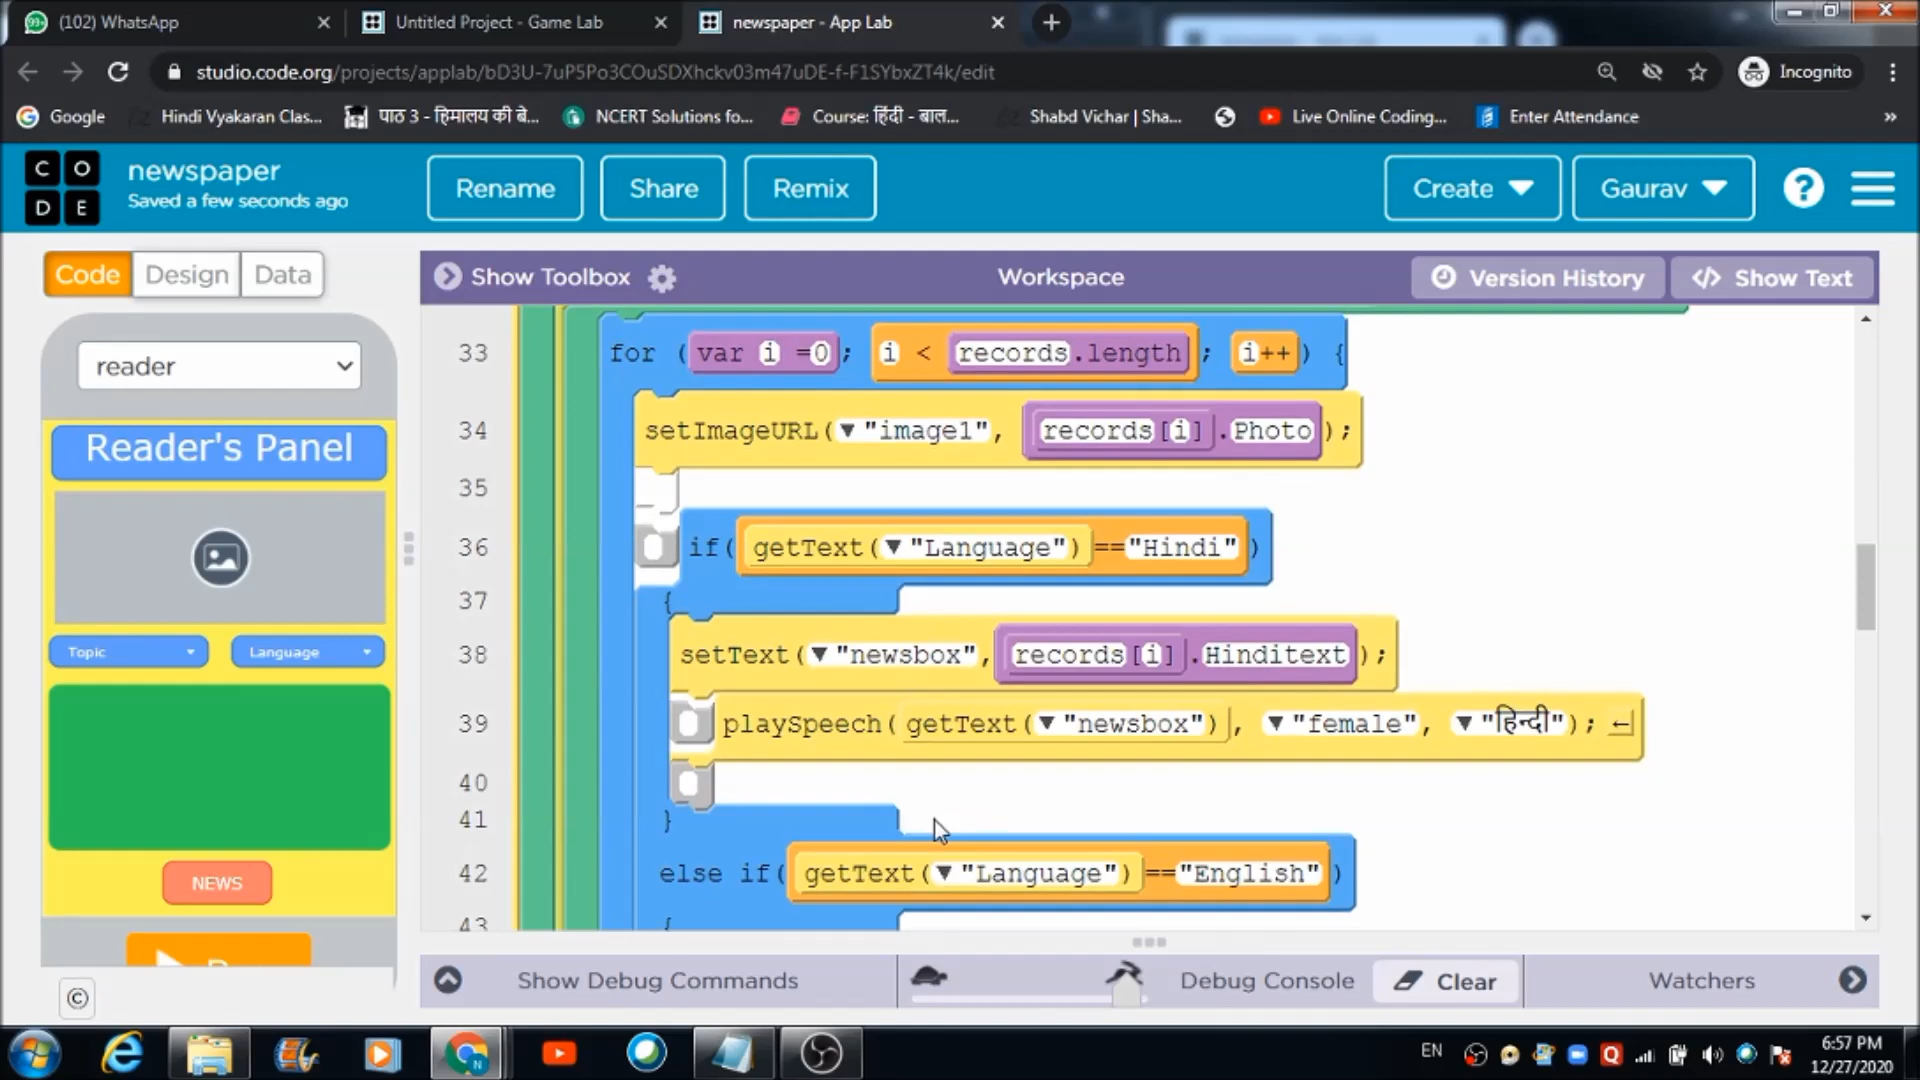 (102) WhatsApp
Untitled Project - Game Lab
newspaper - App Lab
studio.code.org/projects/applab/bD3U-7uP5Po3COuSDXhckv03m47uDE-f-F1SYbxZT4k/edit
Incognito
Google
Hindi Vyakaran Clas...
पाठ 3 - हिमालय की बे...
NCERT Solutions fo...
Course: हिंदी - बाल...
Shabd Vichar | Sha...
Live Online Coding...
Enter Attendance
»
C O
D E
newspaper
Saved a few seconds ago
Rename
Share
Remix
Create
Gaurav
?
Code
Design
Data
Show Toolbox
Workspace
Version History
</> Show Text
reader
Reader's Panel
Topic
Language
NEWS
33 for (var i =0; i < records.length; i++) {
34 setImageURL("image1", records[i].Photo);
35
36 if(getText("Language")=="Hindi")
37 {
38 setText("newsbox", records[i].Hinditext);
39 playSpeech(getText("newsbox"), "female", "हिन्दी"); ←
40
41 }
42 else if(getText("Language")=="English")
43 {
©
Show Debug Commands
Debug Console
Clear
Watchers
EN
6:57 PM
12/27/2020